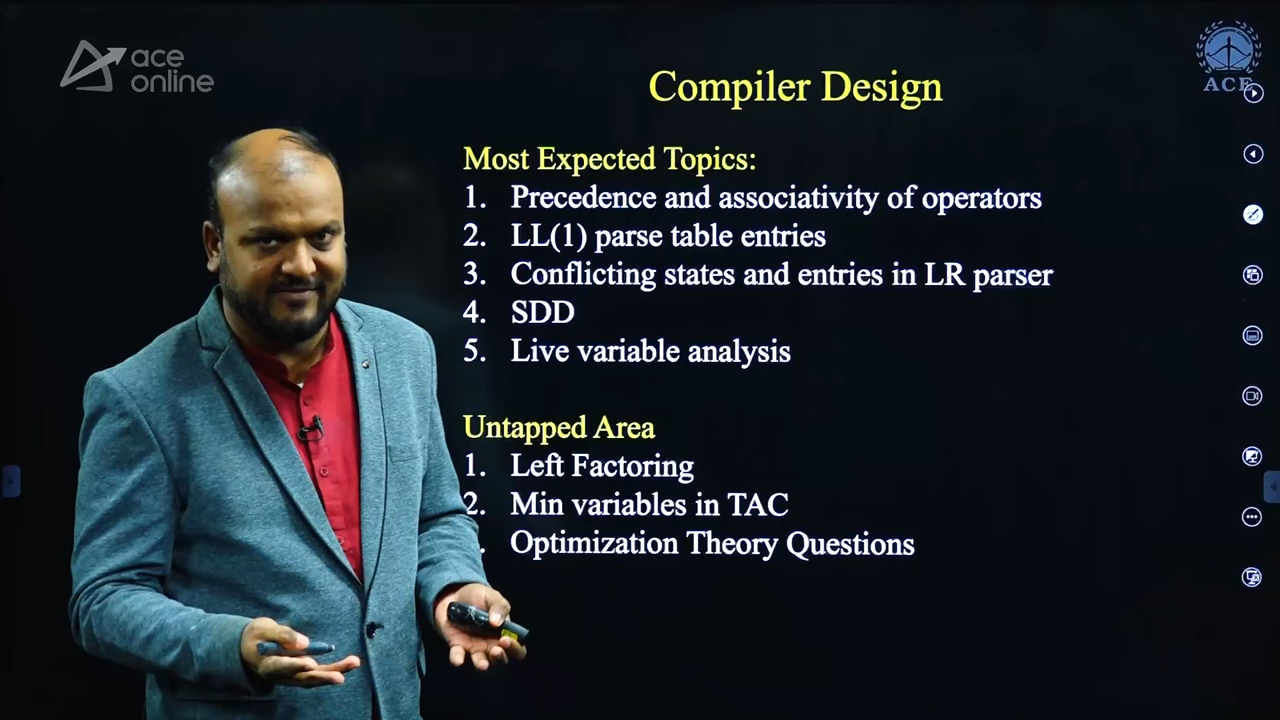 ace
online
ACE
Compiler Design
Most Expected Topics:
1. Precedence and associativity of operators
2. LL(1) parse table entries
3. Conflicting states and entries in LR parser
4. SDD
5. Live variable analysis
Untapped Area
1. Left Factoring
2. Min variables in TAC
. Optimization Theory Questions